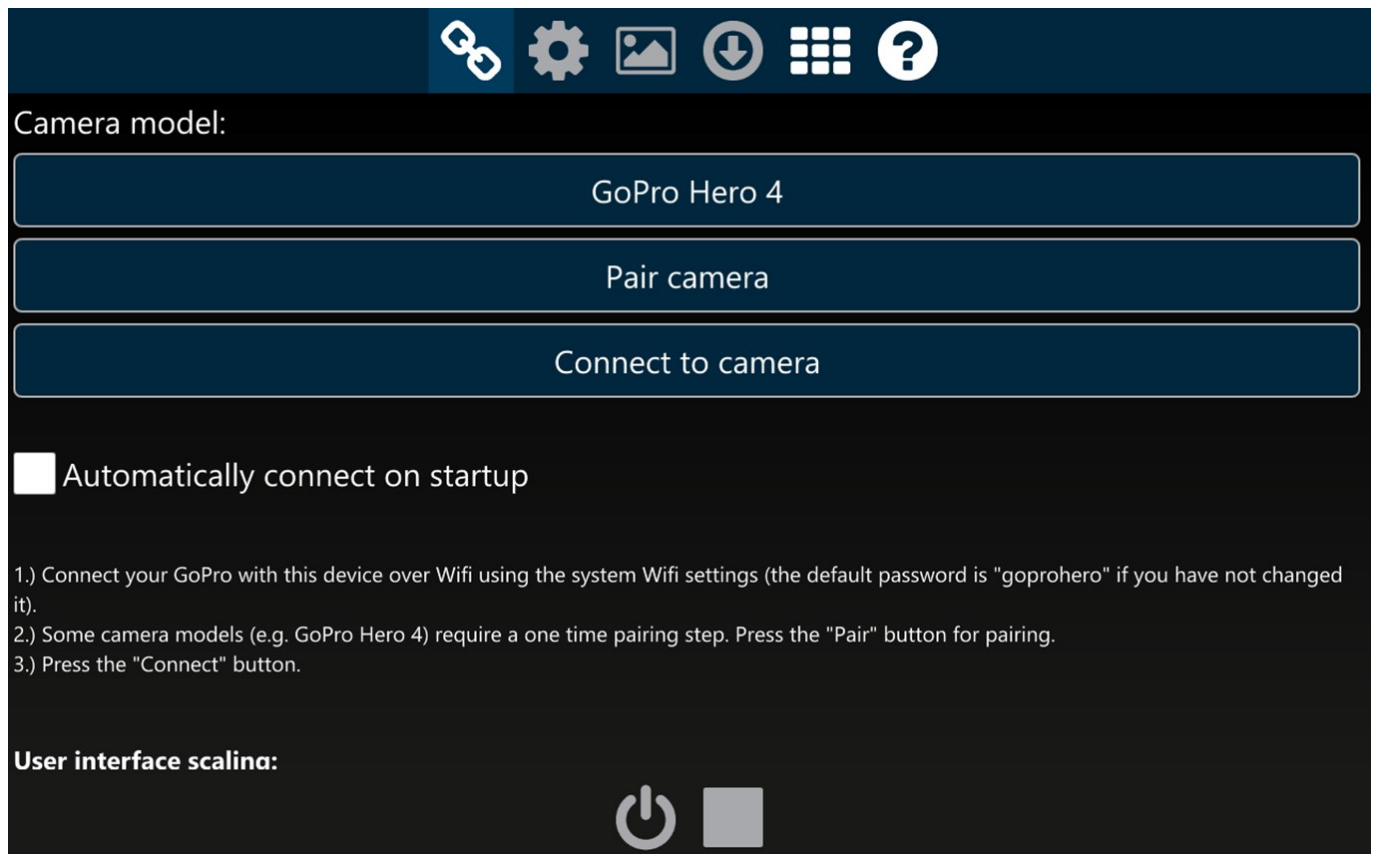 Camera model:
GoPro Hero 4
Pair camera
Connect to camera
Automatically connect on startup
1.) Connect your GoPro with this device over Wifi using the system Wifi settings (the default password is "goprohero" if you have not changed
it).
2.) Some camera models (e.g. GoPro Hero 4) require a one time pairing step. Press the "Pair" button for pairing.
3.) Press the "Connect" button.
User interface scaling: